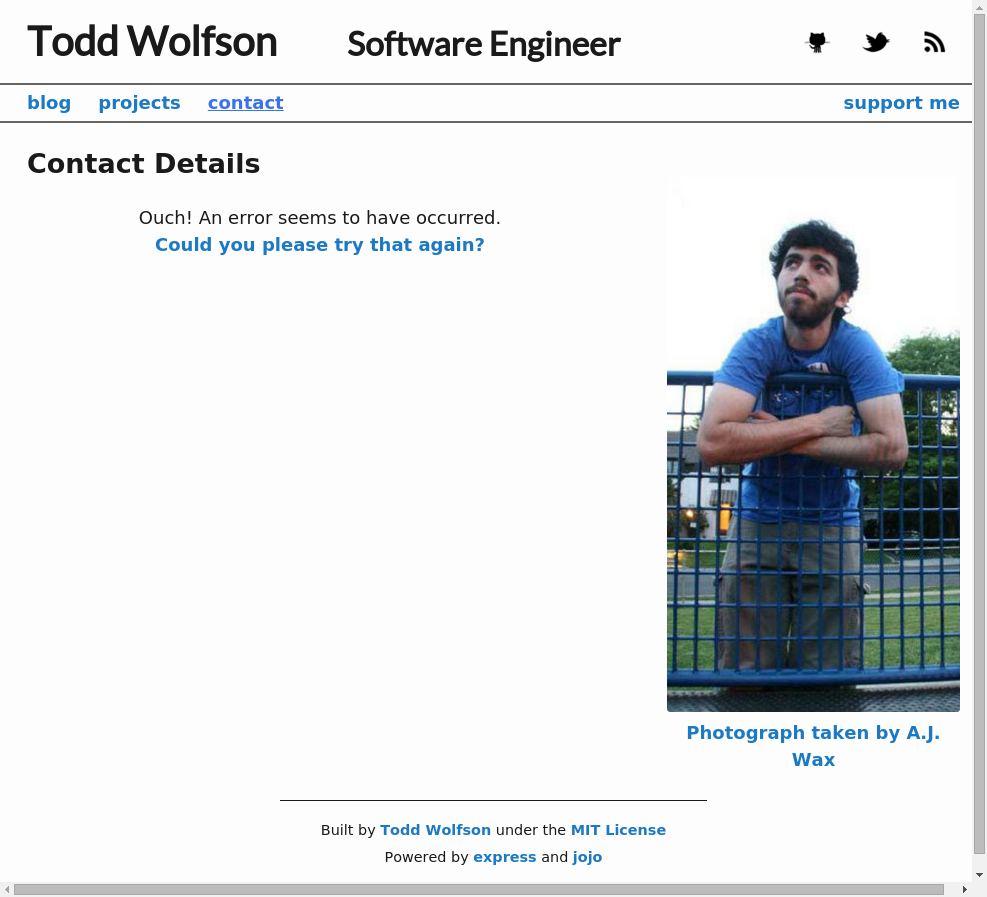 Todd Wolfson Software Engineer
blog projects contact support me
Contact Details
Ouch! An error seems to have occurred.
Could you please try that again?
Photograph taken by A.J.
Wax
Built by Todd Wolfson under the MIT License
Powered by express and jojo